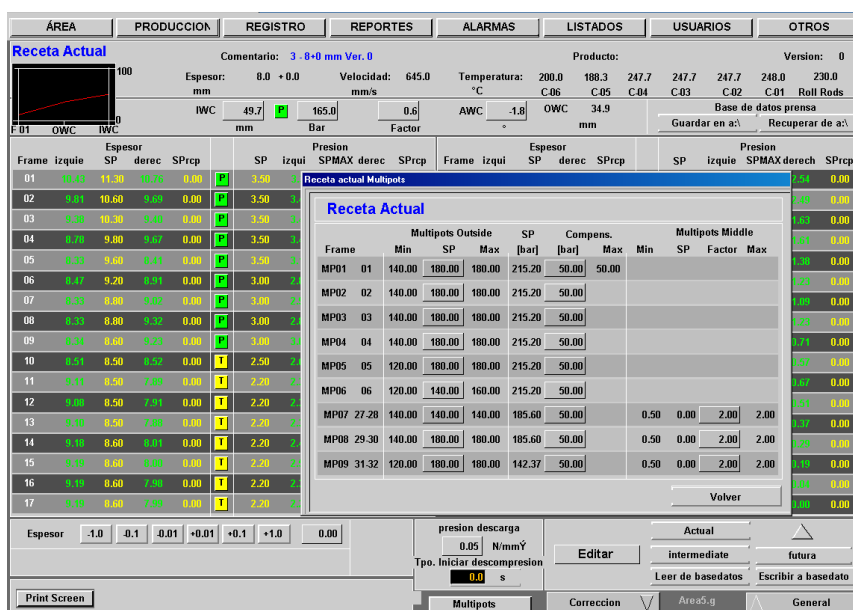 ÁREA PRODUCCION REGISTRO REPORTES ALARMAS LISTADOS USUARIOS OTROS
Receta Actual Comentario: 3 - 8+0 mm Ver. 0 Producto: Version: 0
100 Espesor: 8.0 + 0.0 Velocidad: 645.0 Temperatura: 200.0 188.3 247.7 247.7 247.7 248.0 230.0
mm mm/s °C C-06 C-05 C-04 C-03 C-02 C-01 Roll Rods
IWC 49.7 P 165.0 0.6 AWC -1.8 OWC 34.9 Base de datos prensa
0 mm Bar Factor ° mm Guardar en a:\ Recuperar de a:\
F 01 OWC IWC
Espesor Presion Espesor Presion
Frame izquie SP derec SPrcp SP izqui SPMAX derec SPrcp Frame izqui SP derec SPrcp SP izquie SPMAX derech SPrcp
01 11.30 0.00 P 3.50 2.54 0.00
02 9.81 10.60 9.69 0.00 P 3.50 0.00
03 10.30 0.00 P 3.50 1.63 0.00
04 8.78 9.80 9.67 0.00 P 3.50 0.00
05 9.60 0.00 P 3.50 1.38 0.00
06 8.47 9.20 8.91 0.00 P 3.00 0.00
07 8.80 0.00 P 3.00 1.09 0.00
08 8.33 8.80 9.32 0.00 P 3.00 0.00
09 8.60 0.00 P 3.00 0.71 0.00
10 8.51 8.50 8.52 0.00 T 2.50 0.00
11 8.50 0.00 T 2.20 0.67 0.00
12 9.08 8.50 7.91 0.00 T 2.20 0.00
13 8.50 0.00 T 2.20 0.37 0.00
14 9.18 8.60 8.01 0.00 T 2.20 0.00
15 8.60 0.00 T 2.20 0.19 0.00
16 9.19 8.60 7.98 0.00 T 2.20 0.00
17 8.60 0.00 T 2.20 0.00 0.00
Receta actual Multipots
Receta Actual
Multipots Outside SP Compens. Multipots Middle
Frame Min SP Max [bar] [bar] Max Min SP Factor Max
MP01 01 140.00 180.00 180.00 215.20 50.00 50.00
MP02 02 140.00 180.00 180.00 215.20 50.00
MP03 03 140.00 180.00 180.00 215.20 50.00
MP04 04 140.00 180.00 180.00 215.20 50.00
MP05 05 120.00 180.00 180.00 215.20 50.00
MP06 06 120.00 140.00 160.00 215.20 50.00
MP07 27-28 140.00 140.00 140.00 185.60 50.00 0.50 0.00 2.00 2.00
MP08 29-30 140.00 180.00 180.00 185.60 50.00 0.50 0.00 2.00 2.00
MP09 31-32 120.00 180.00 180.00 142.37 50.00 0.50 0.00 2.00 2.00
Volver
Espesor -1.0 -0.1 -0.01 +0.01 +0.1 +1.0 0.00
presion descarga
0.05 N/mmÝ
Tpo. Iniciar descompresion
0.0 s
Editar
Actual
intermediate futura
Leer de basedatos Escribir a basedato
Print Screen Multipots Correccion Area5.g General